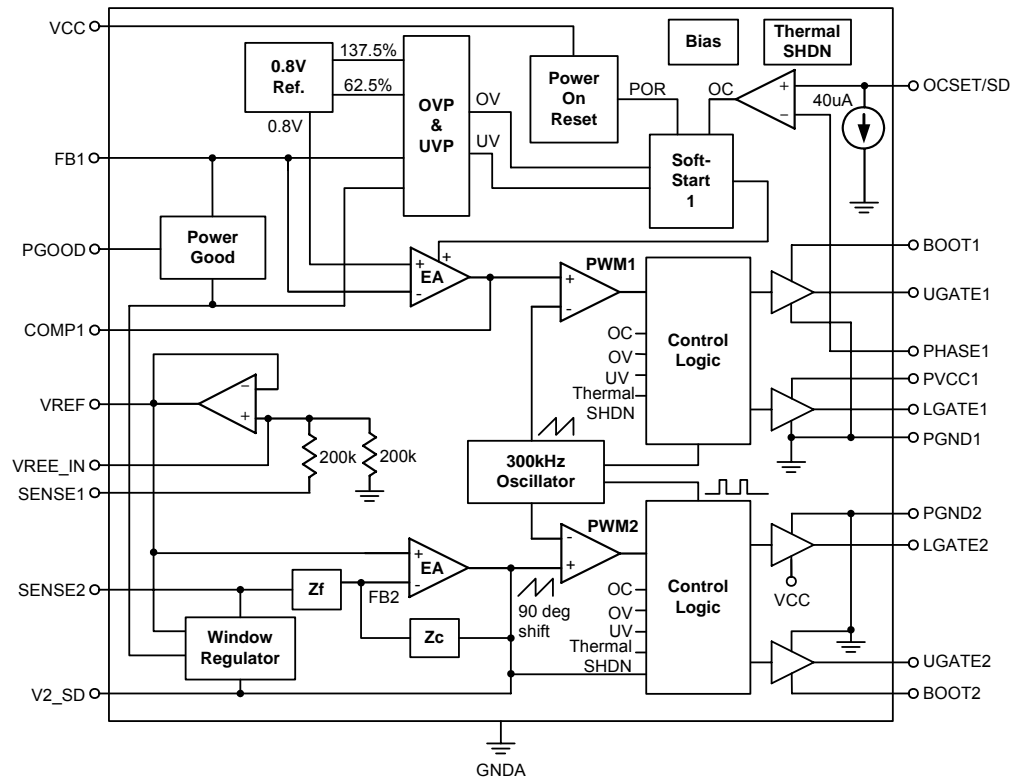 VCC
0.8V
Ref.
137.5%
62.5%
0.8V
OVP
&
UVP
OV
UV
Power
On
Reset
POR
Bias
Thermal
SHDN
OC
+
-
40uA
OCSET/SD
Soft-
Start
1
FB1
PGOOD
Power
Good
+
+
EA
-
COMP1
PWM1
+
-
Control
Logic
OC
OV
UV
Thermal
SHDN
BOOT1
UGATE1
PHASE1
PVCC1
LGATE1
PGND1
VREF
-
+
VREE_IN
200k
200k
SENSE1
300kHz
Oscillator
PWM2
-
+
90 deg
shift
+
EA
-
SENSE2
Zf
FB2
Zc
Window
Regulator
V2_SD
Control
Logic
OC
OV
UV
Thermal
SHDN
PGND2
LGATE2
VCC
UGATE2
BOOT2
GNDA